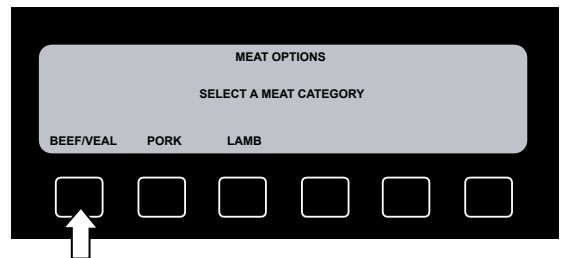 MEAT OPTIONS
SELECT A MEAT CATEGORY
BEEF/VEAL PORK LAMB